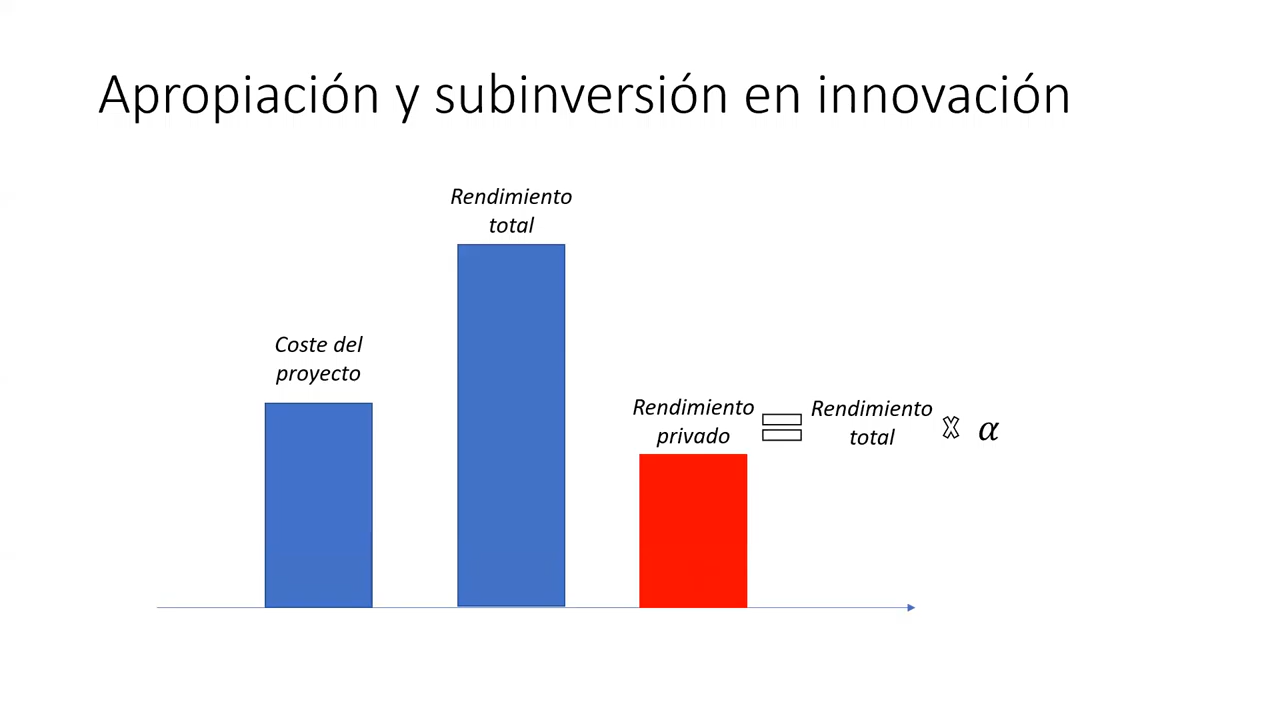 Apropiación y subinversión en innovación
Rendimiento
total
Coste del
proyecto
Rendimiento
privado
=
Rendimiento
total
x α